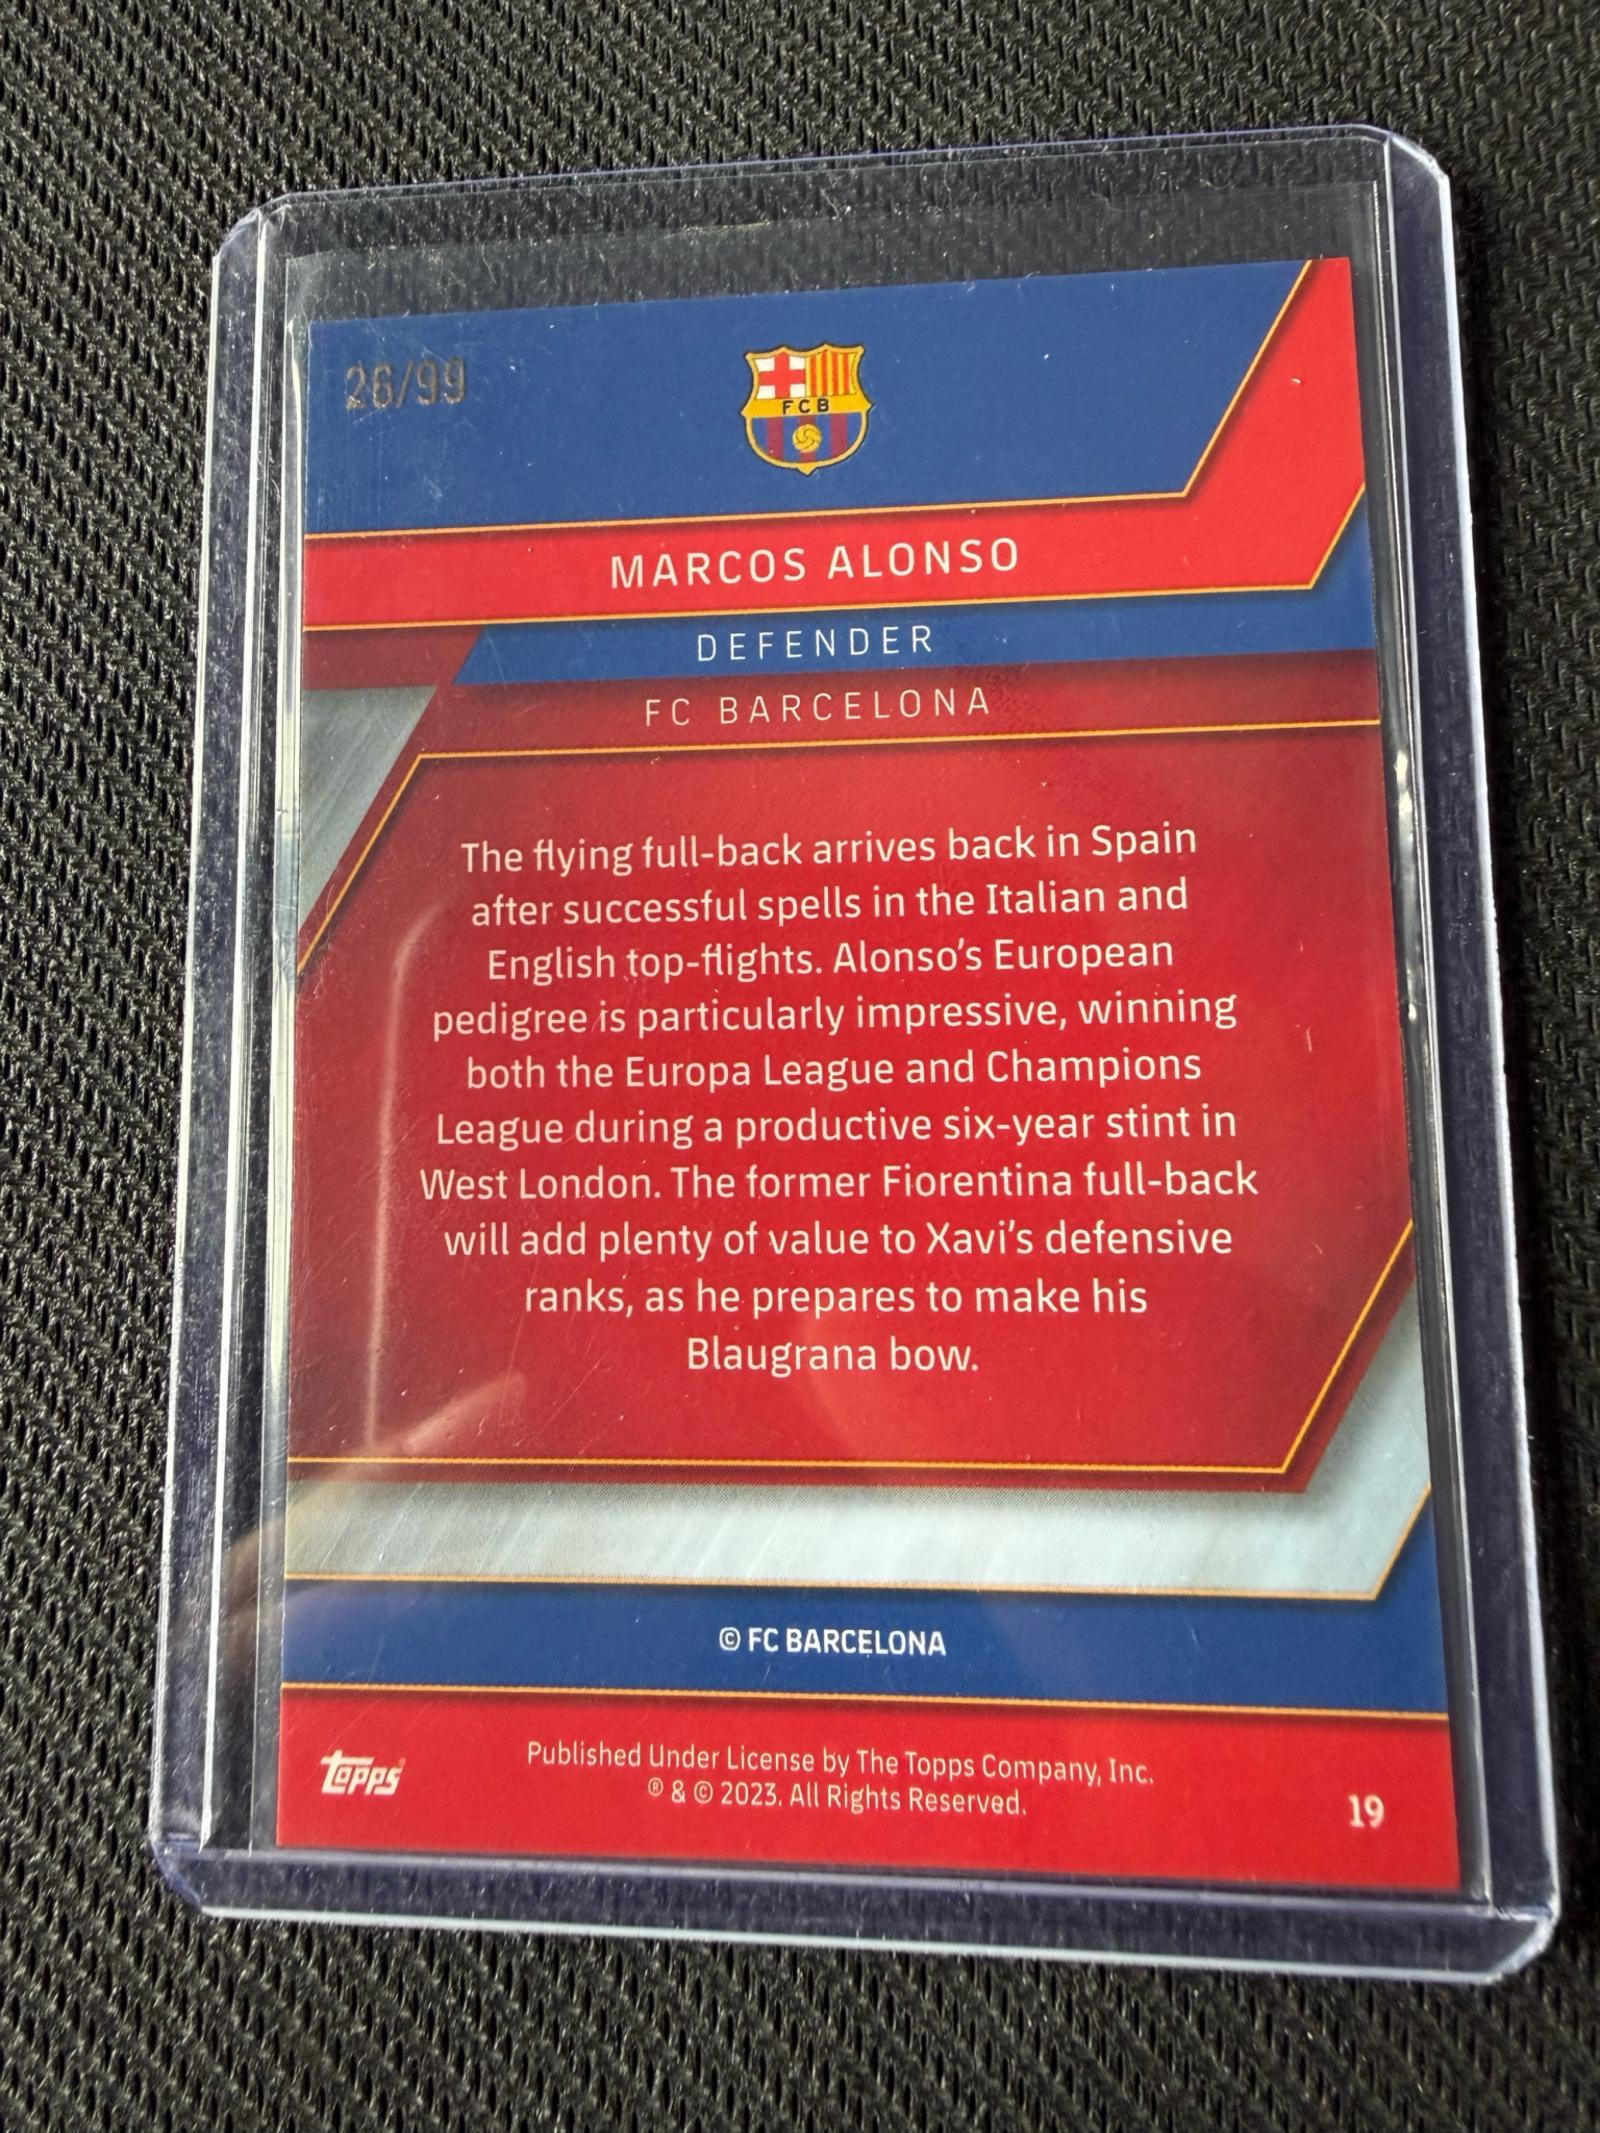 26/99
FCB
MARCOS ALONSO
DEFENDER
FC BARCELONA
The flying full-back arrives back in Spain
after successful spells in the Italian and
English top-flights. Alonso's European
pedigree is particularly impressive, winning
both the Europa League and Champions
League during a productive six-year stint in
West London. The former Fiorentina full-back
will add plenty of value to Xavi's defensive
ranks, as he prepares to make his
Blaugrana bow.
© FC BARCELONA
Topps
Published Under License by The Topps Company, Inc.
® & © 2023. All Rights Reserved.
19